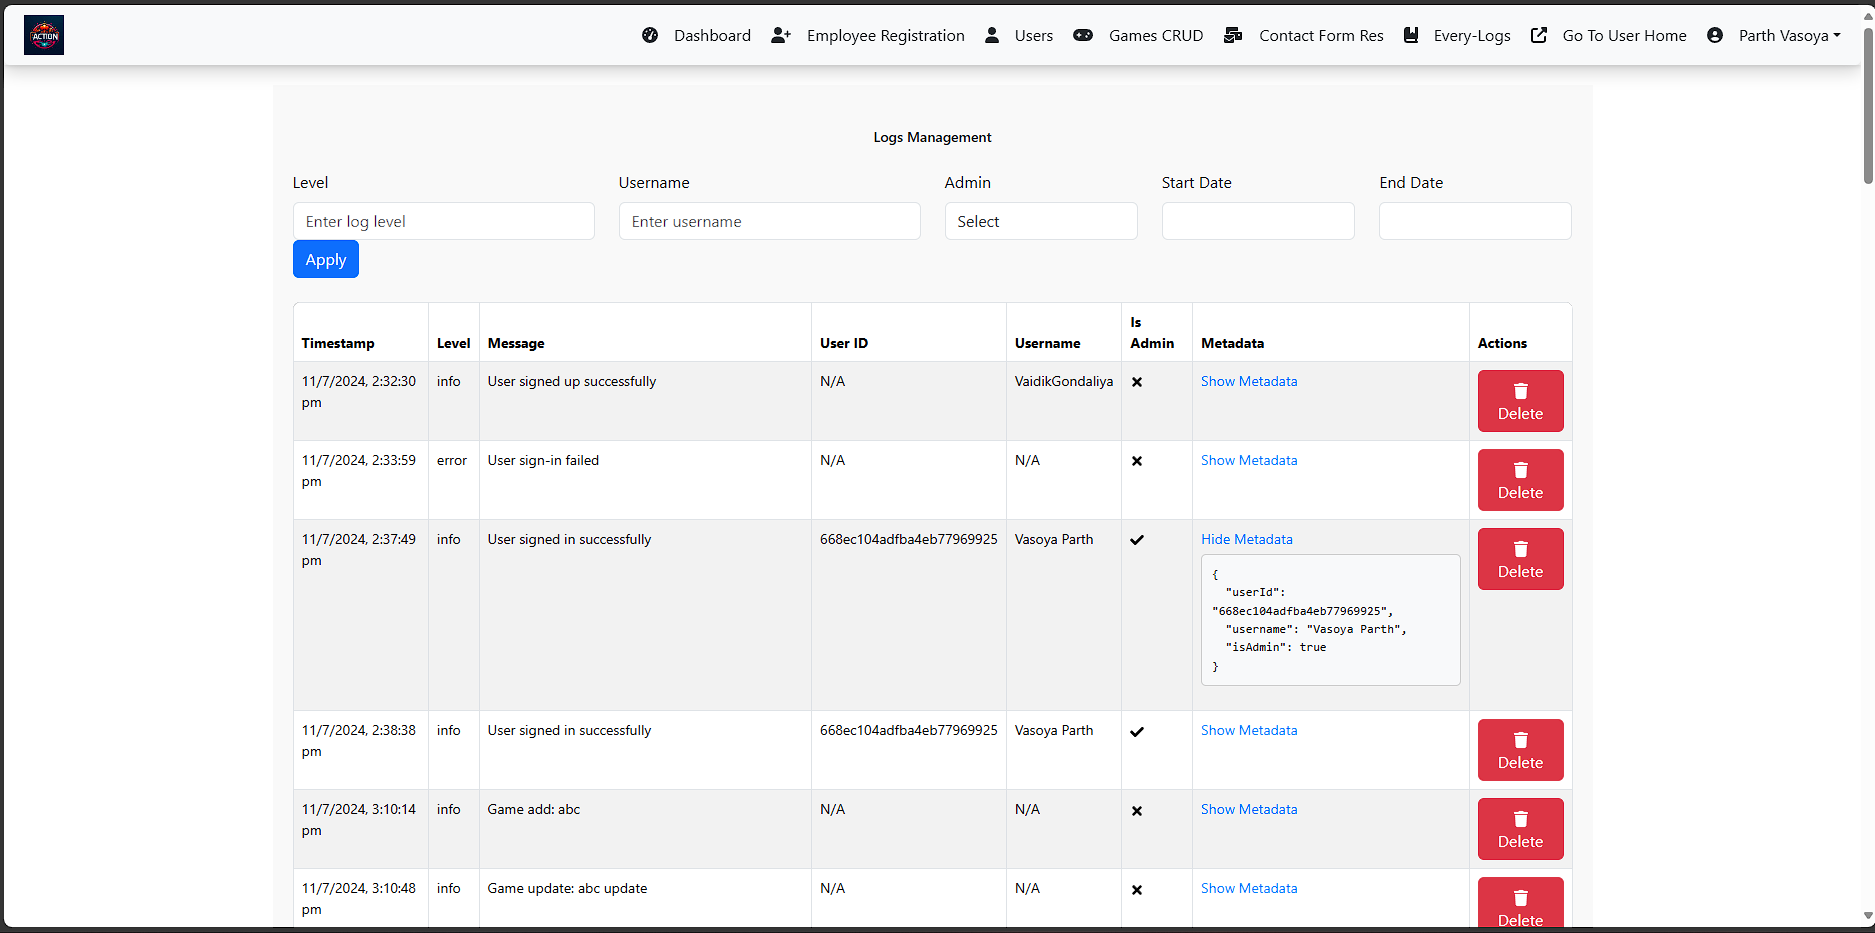 ACTION
Dashboard
Employee Registration
Users
Games CRUD
Contact Form Res
Every-Logs
Go To User Home
Parth Vasoya
Logs Management
Level
Username
Admin
Start Date
End Date
Enter log level
Enter username
Select
Apply
Timestamp
Level
Message
User ID
Username
Is
Admin
Metadata
Actions
11/7/2024, 2:32:30
pm
info
User signed up successfully
N/A
VaidikGondaliya
Show Metadata
Delete
11/7/2024, 2:33:59
pm
error
User sign-in failed
N/A
N/A
Show Metadata
Delete
11/7/2024, 2:37:49
pm
info
User signed in successfully
668ec104adfba4eb77969925
Vasoya Parth
Hide Metadata
{
"userId":
"668ec104adfba4eb77969925",
"username": "Vasoya Parth",
"isAdmin": true
}
Delete
11/7/2024, 2:38:38
pm
info
User signed in successfully
668ec104adfba4eb77969925
Vasoya Parth
Show Metadata
Delete
11/7/2024, 3:10:14
pm
info
Game add: abc
N/A
N/A
Show Metadata
Delete
11/7/2024, 3:10:48
pm
info
Game update: abc update
N/A
N/A
Show Metadata
Delete